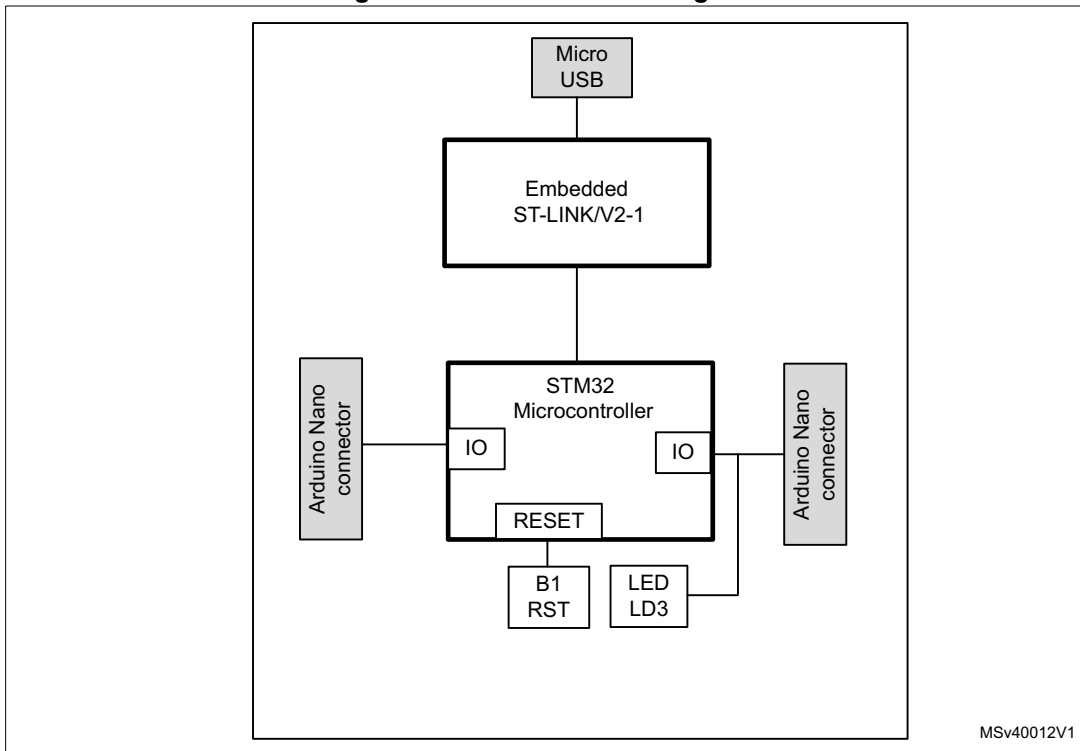 Micro
USB
Embedded
ST-LINK/V2-1
STM32
Microcontroller
Arduino Nano
connector
IO
IO
Arduino Nano
connector
RESET
B1
RST
LED
LD3
MSv40012V1